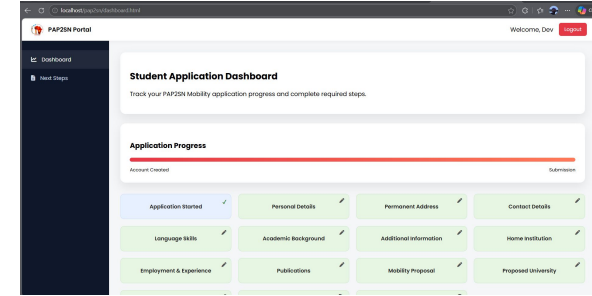 localhost/pap2sn/dashboard.html
PAP2SN Portal
Welcome, Dev
Logout
Dashboard
Next Steps
Student Application Dashboard
Track your PAP2SN Mobility application progress and complete required steps.
Application Progress
Account Created
Submission
Application Started
Personal Details
Permanent Address
Contact Details
Language Skills
Academic Background
Additional Information
Home Institution
Employment & Experience
Publications
Mobility Proposal
Proposed University